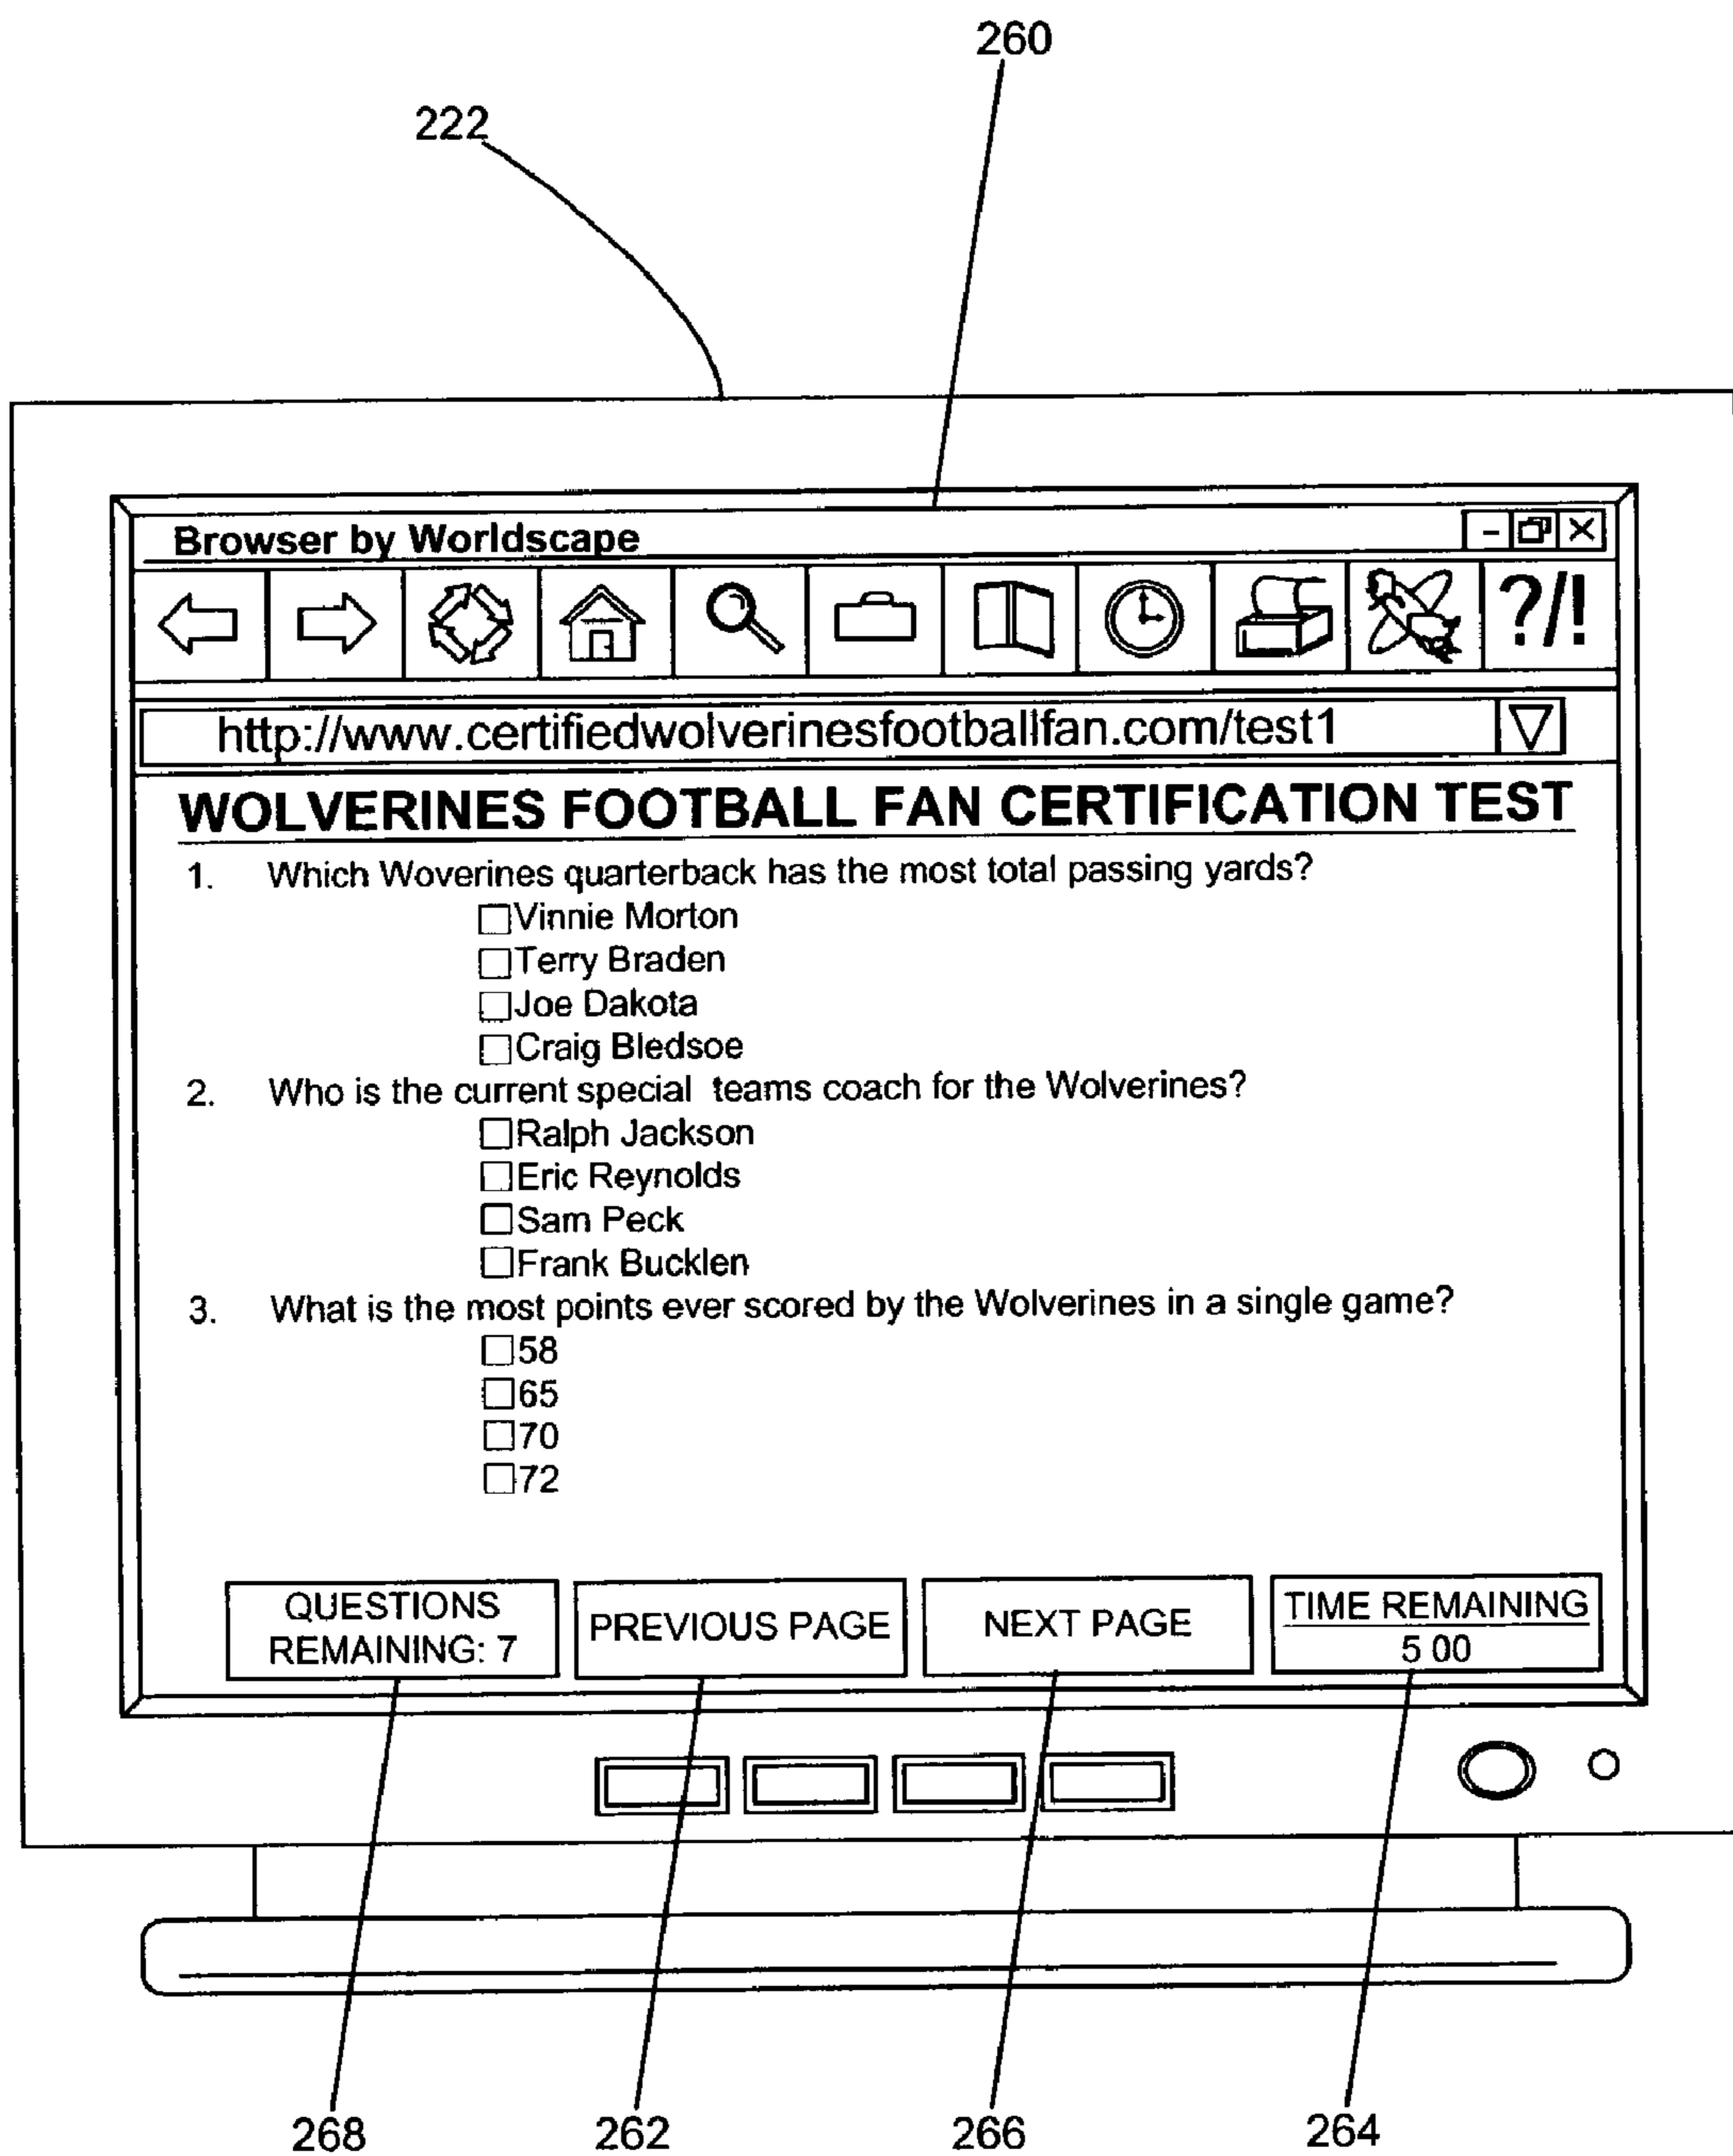 260
222
Browser by Worldscape
?/!
http://www.certifiedwolverinesfootballfan.com/test1
WOLVERINES FOOTBALL FAN CERTIFICATION TEST
1. Which Woverines quarterback has the most total passing yards?
Vinnie Morton
Terry Braden
Joe Dakota
Craig Bledsoe
2. Who is the current special teams coach for the Wolverines?
Ralph Jackson
Eric Reynolds
Sam Peck
Frank Bucklen
3. What is the most points ever scored by the Wolverines in a single game?
58
65
70
72
QUESTIONS
REMAINING: 7
PREVIOUS PAGE
NEXT PAGE
TIME REMAINING
5 00
268
262
266
264